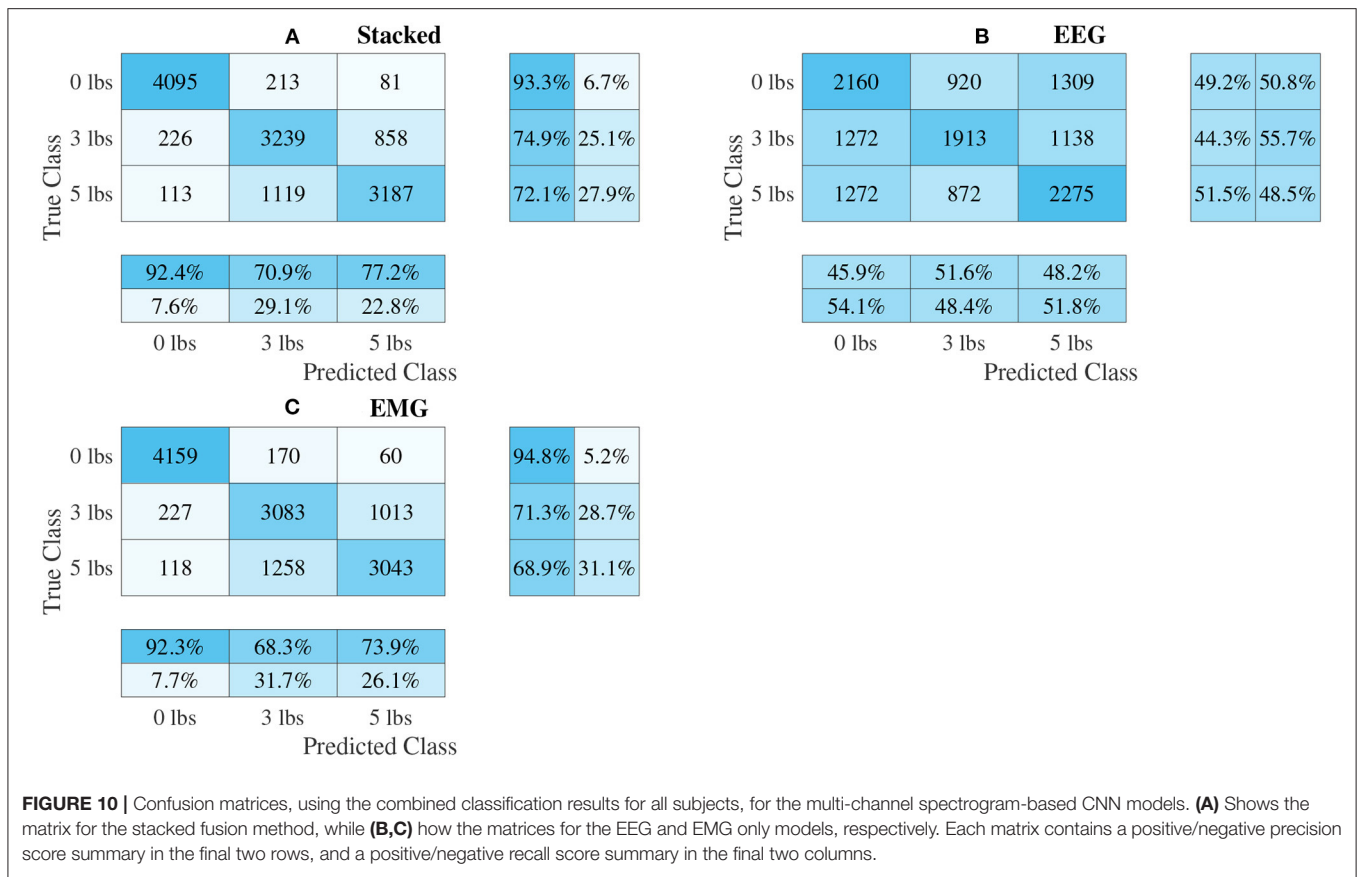 A Stacked
0 lbs 4095 213 81 93.3% 6.7%
3 lbs 226 3239 858 74.9% 25.1%
5 lbs 113 1119 3187 72.1% 27.9%
True Class
92.4% 70.9% 77.2%
7.6% 29.1% 22.8%
0 lbs 3 lbs 5 lbs
Predicted Class
B EEG
0 lbs 2160 920 1309 49.2% 50.8%
3 lbs 1272 1913 1138 44.3% 55.7%
5 lbs 1272 872 2275 51.5% 48.5%
True Class
45.9% 51.6% 48.2%
54.1% 48.4% 51.8%
0 lbs 3 lbs 5 lbs
Predicted Class
C EMG
0 lbs 4159 170 60 94.8% 5.2%
3 lbs 227 3083 1013 71.3% 28.7%
5 lbs 118 1258 3043 68.9% 31.1%
True Class
92.3% 68.3% 73.9%
7.7% 31.7% 26.1%
0 lbs 3 lbs 5 lbs
Predicted Class
FIGURE 10 | Confusion matrices, using the combined classification results for all subjects, for the multi-channel spectrogram-based CNN models. (A) Shows the
matrix for the stacked fusion method, while (B,C) how the matrices for the EEG and EMG only models, respectively. Each matrix contains a positive/negative precision
score summary in the final two rows, and a positive/negative recall score summary in the final two columns.